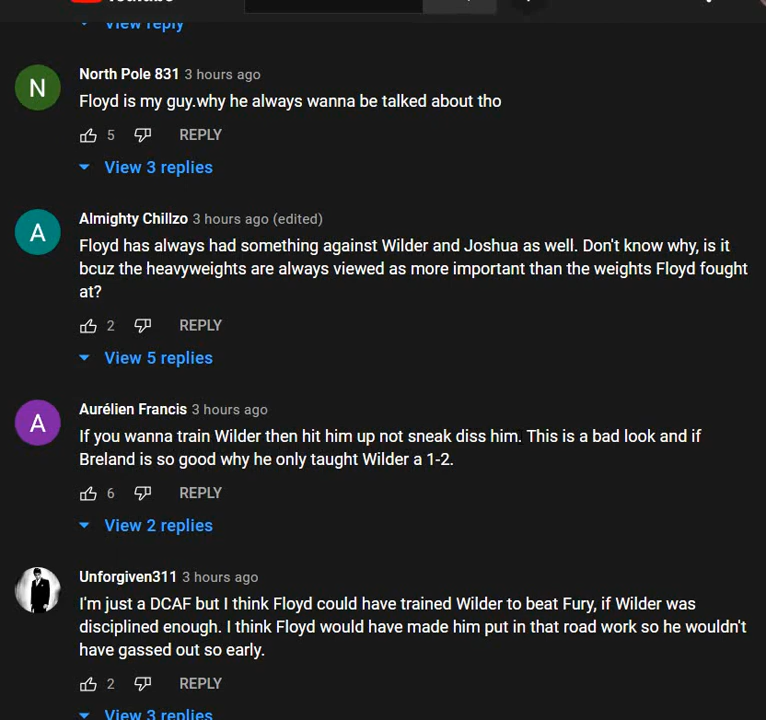 View reply
North Pole 831 3 hours ago
Floyd is my guy.why he always wanna be talked about tho
5 REPLY
View 3 replies
Almighty Chillzo 3 hours ago (edited)
Floyd has always had something against Wilder and Joshua as well. Don't know why, is it
bcuz the heavyweights are always viewed as more important than the weights Floyd fought
at?
2 REPLY
View 5 replies
Aurélien Francis 3 hours ago
If you wanna train Wilder then hit him up not sneak diss him. This is a bad look and if
Breland is so good why he only taught Wilder a 1-2.
6 REPLY
View 2 replies
Unforgiven311 3 hours ago
I'm just a DCAF but I think Floyd could have trained Wilder to beat Fury, if Wilder was
disciplined enough. I think Floyd would have made him put in that road work so he wouldn't
have gassed out so early.
2 REPLY
View 3 replies
N
A
A